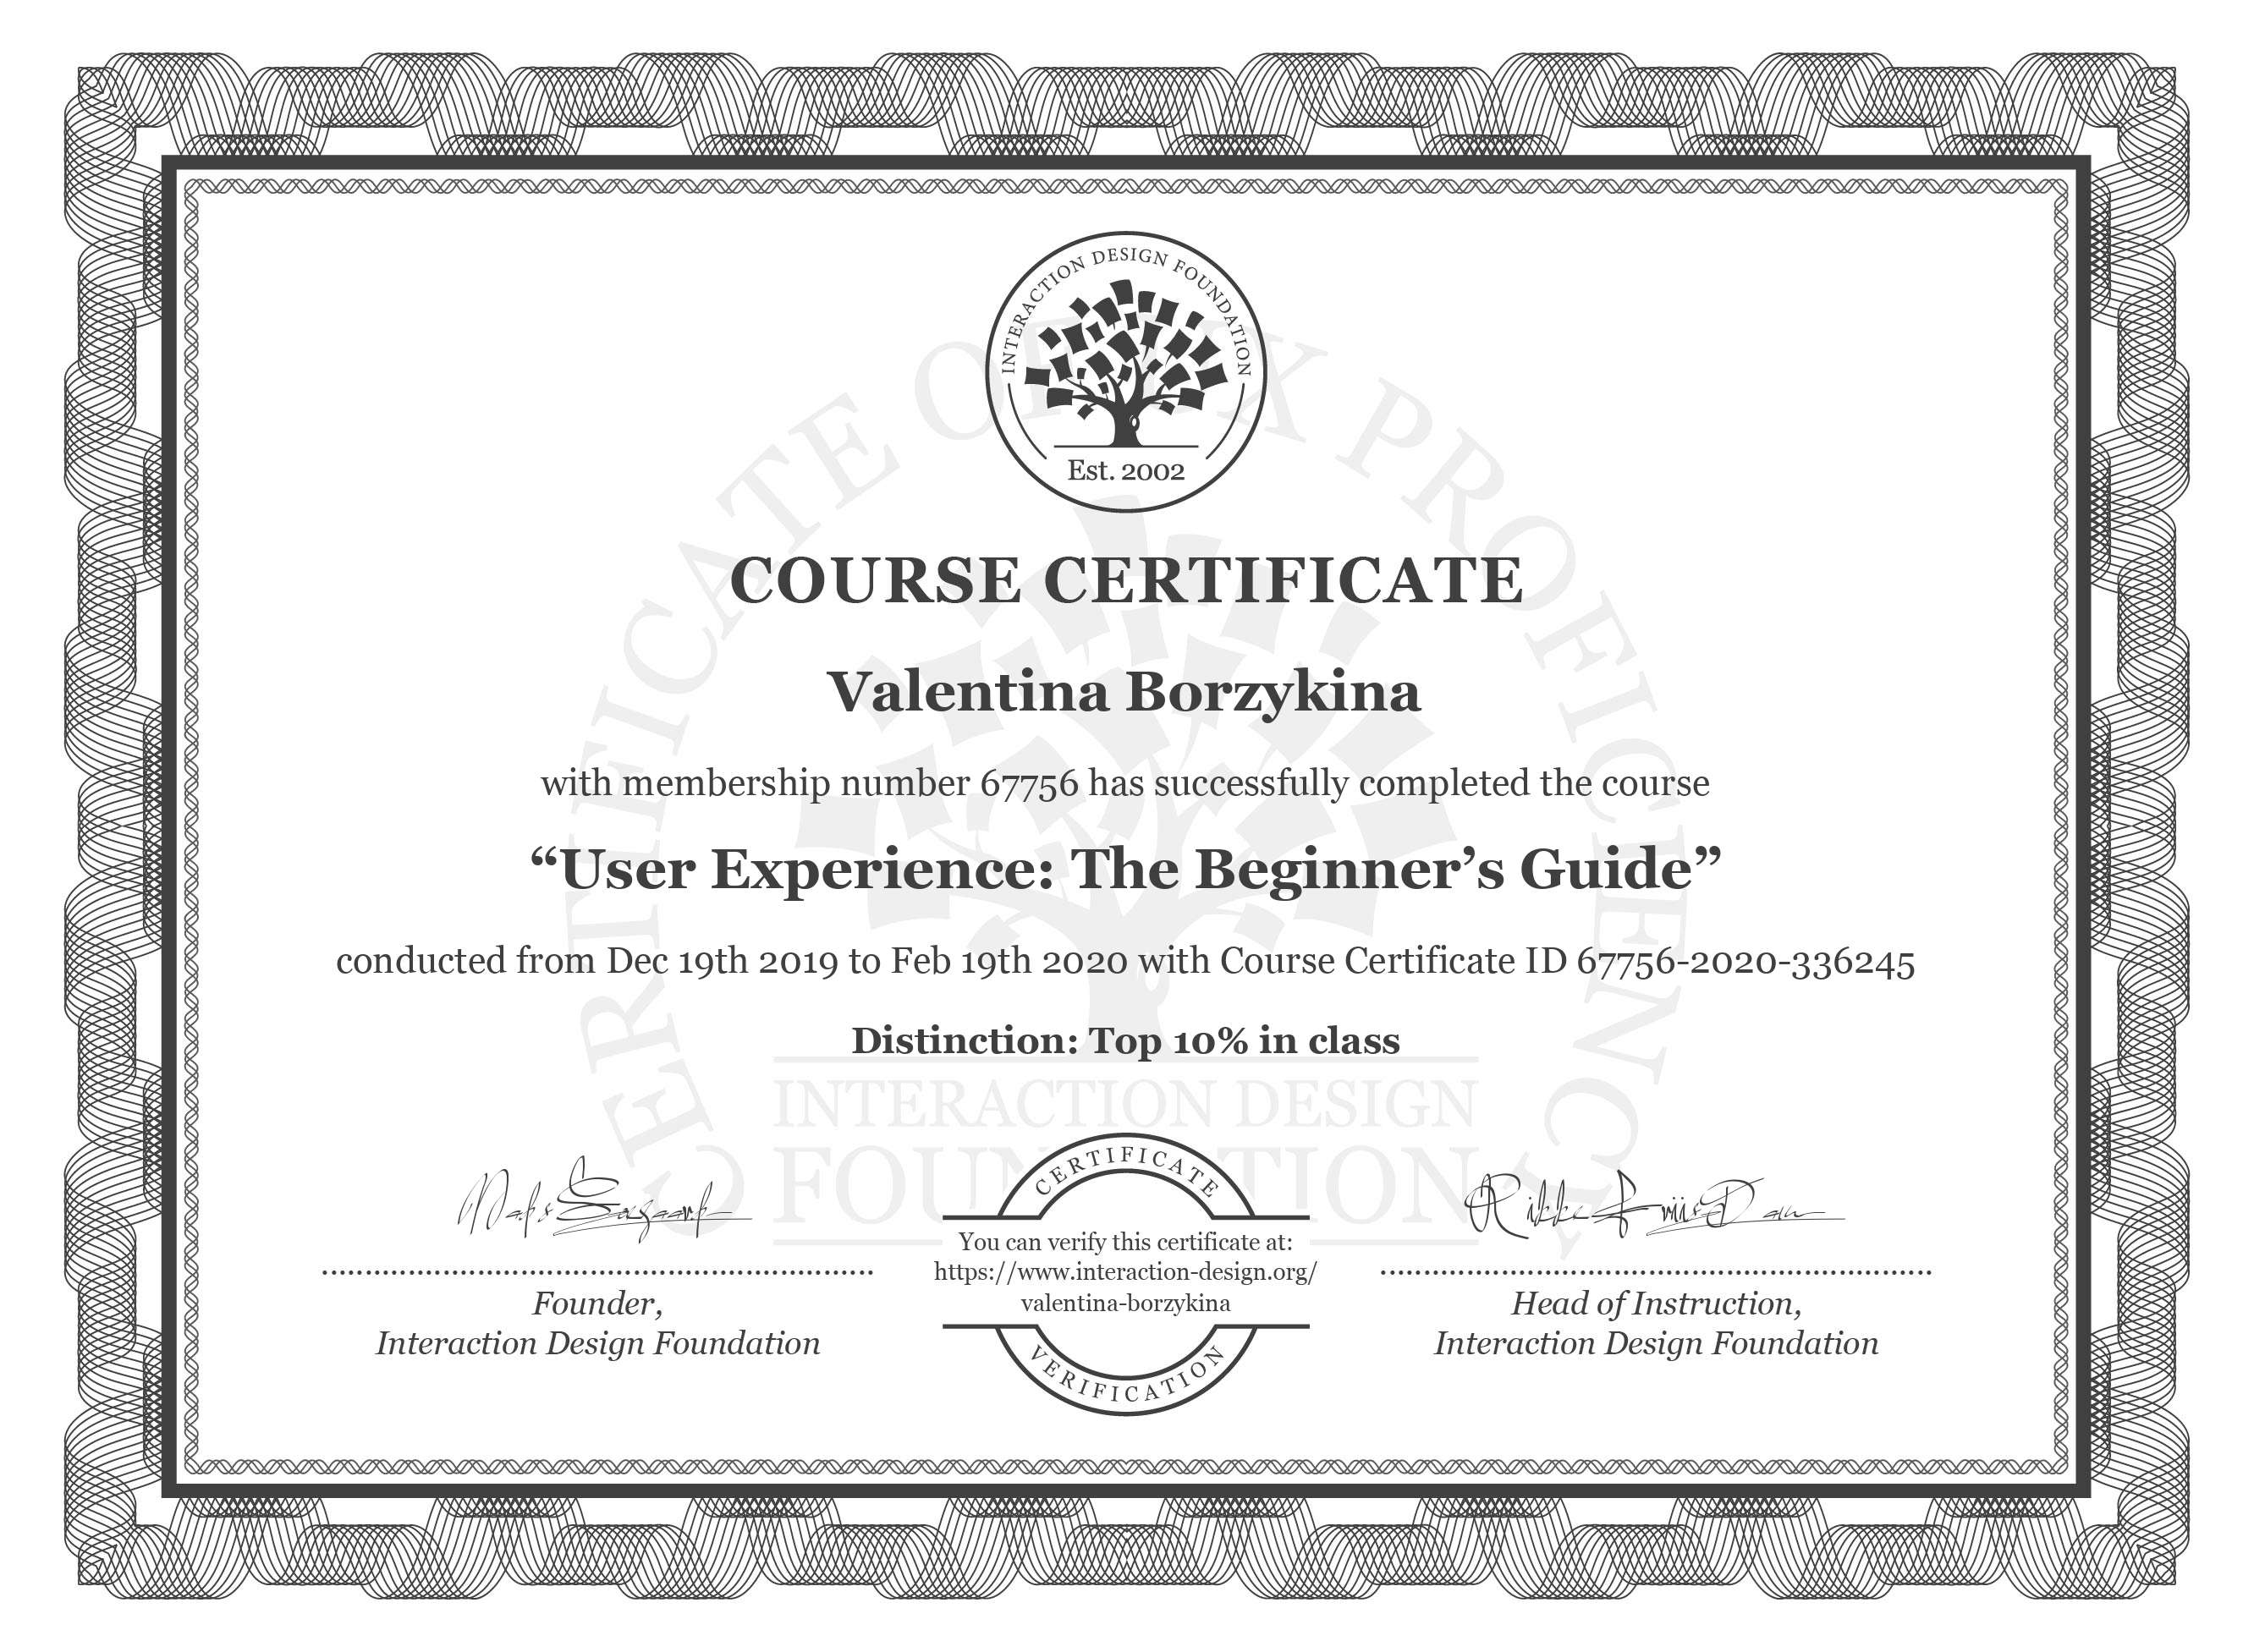 INTERACTION DESIGN FOUNDATION
Est. 2002
CERTIFICATE OF UX PROFICIENCY
COURSE CERTIFICATE
Valentina Borzykina
with membership number 67756 has successfully completed the course
“User Experience: The Beginner’s Guide”
conducted from Dec 19th 2019 to Feb 19th 2020 with Course Certificate ID 67756-2020-336245
Distinction: Top 10% in class
INTERACTION DESIGN
FOUNDATION
CERTIFICATE
You can verify this certificate at:
https://www.interaction-design.org/
valentina-borzykina
VERIFICATION
Founder,
Interaction Design Foundation
Rikke Friis Dam
Head of Instruction,
Interaction Design Foundation